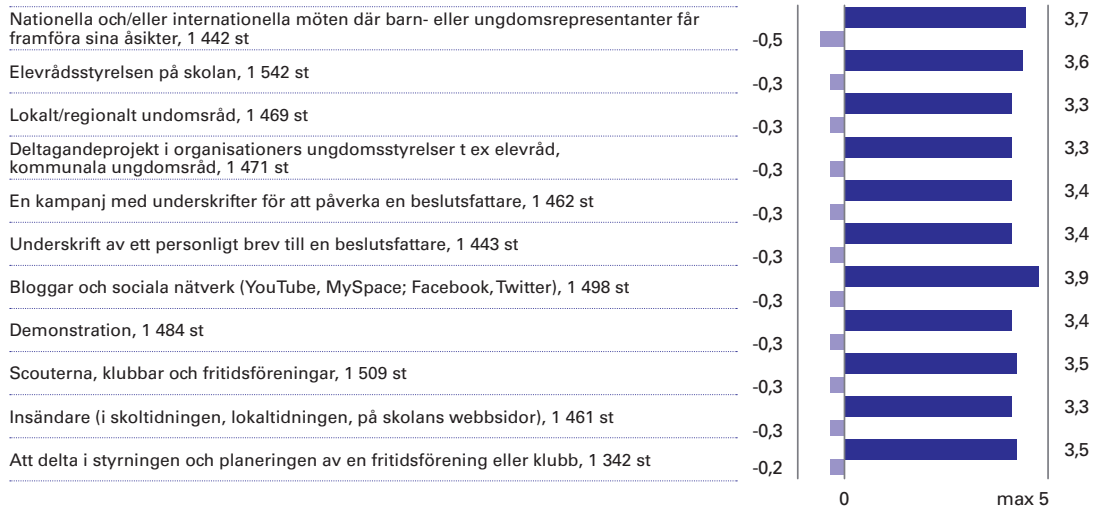 Nationella och/eller internationella möten där barn- eller ungdomsrepresentanter får
framföra sina åsikter, 1 442 st
-0,5
3,7
Elevrådsstyrelsen på skolan, 1 542 st
-0,3
3,6
Lokalt/regionalt undomsråd, 1 469 st
-0,3
3,3
Deltagandeprojekt i organisationers ungdomsstyrelser t ex elevråd,
kommunala ungdomsråd, 1 471 st
-0,3
3,3
En kampanj med underskrifter för att påverka en beslutsfattare, 1 462 st
-0,3
3,4
Underskrift av ett personligt brev till en beslutsfattare, 1 443 st
-0,3
3,4
Bloggar och sociala nätverk (YouTube, MySpace; Facebook, Twitter), 1 498 st
-0,3
3,9
Demonstration, 1 484 st
-0,3
3,4
Scouterna, klubbar och fritidsföreningar, 1 509 st
-0,3
3,5
Insändare (i skoltidningen, lokaltidningen, på skolans webbsidor), 1 461 st
-0,3
3,3
Att delta i styrningen och planeringen av en fritidsförening eller klubb, 1 342 st
-0,2
3,5
0
max 5